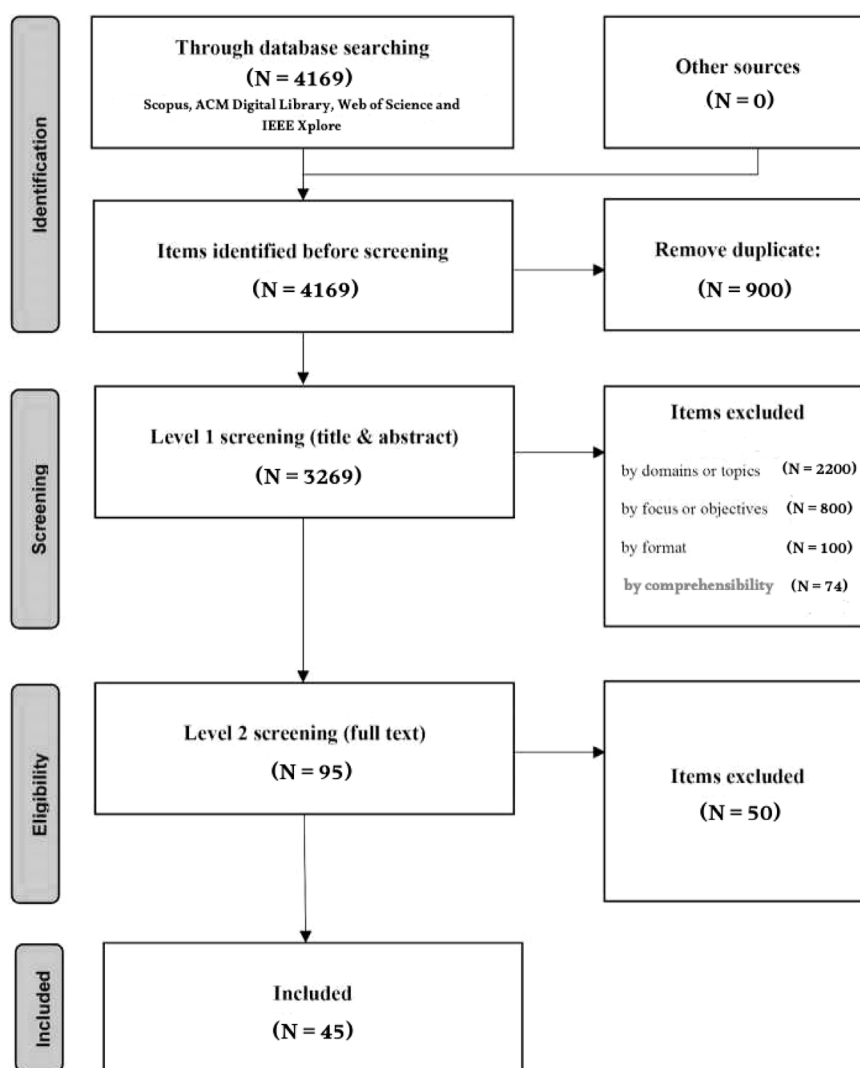 Identification
Through database searching
(N = 4169)
Scopus, ACM Digital Library, Web of Science and
IEEE Xplore
Other sources
(N = 0)
Items identified before screening
(N = 4169)
Remove duplicate:
(N = 900)
Screening
Level 1 screening (title & abstract)
(N = 3269)
Items excluded
by domains or topics (N = 2200)
by focus or objectives (N = 800)
by format (N = 100)
by comprehensibility (N = 74)
Eligibility
Level 2 screening (full text)
(N = 95)
Items excluded
(N = 50)
Included
Included
(N = 45)